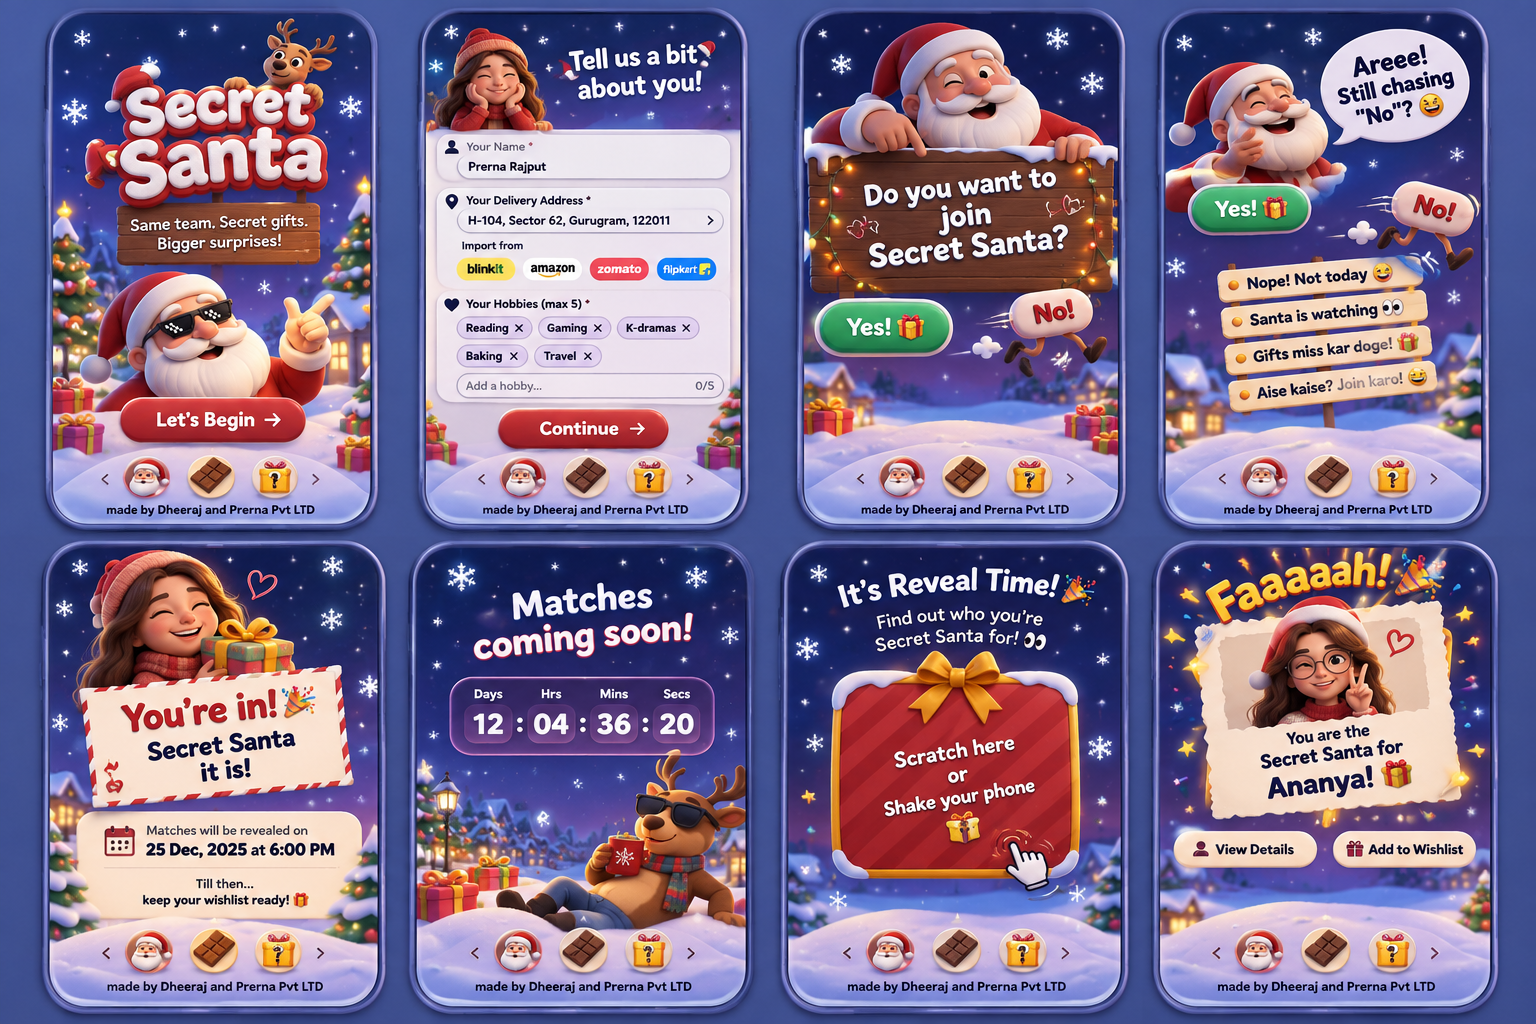 Secret
Santa
Same team. Secret gifts.
Bigger surprises!
Let's Begin →
made by Dheeraj and Prerna Pvt LTD
Tell us a bit
about you!
Your Name *
Prerna Rajput
Your Delivery Address *
H-104, Sector 62, Gurugram, 122011
Import from
blinkit
amazon
zomato
flipkart
Your Hobbies (max 5) *
Reading ✕
Gaming ✕
K-dramas ✕
Baking ✕
Travel ✕
Add a hobby...
0/5
Continue →
made by Dheeraj and Prerna Pvt LTD
Do you want to
join
Secret Santa?
Yes!
No!
made by Dheeraj and Prerna Pvt LTD
Areee!
Still chasing
"No"? 😆
Yes!
No!
Nope! Not today 😆
Santa is watching 👀
Gifts miss kar doge! 🎁
Aise kaise? Join karo! 😅
made by Dheeraj and Prerna Pvt LTD
You're in! 🎉
Secret Santa
it is!
Matches will be revealed on
25 Dec, 2025 at 6:00 PM
Till then...
keep your wishlist ready! 🎁
made by Dheeraj and Prerna Pvt LTD
Matches
coming soon!
Days Hrs Mins Secs
12 : 04 : 36 : 20
made by Dheeraj and Prerna Pvt LTD
It's Reveal Time! 🎉
Find out who you're
Secret Santa for! 👀
Scratch here
or
Shake your phone
made by Dheeraj and Prerna Pvt LTD
Faaaaah! 🎉
You are the
Secret Santa for
Ananya! 🎁
View Details
Add to Wishlist
made by Dheeraj and Prerna Pvt LTD